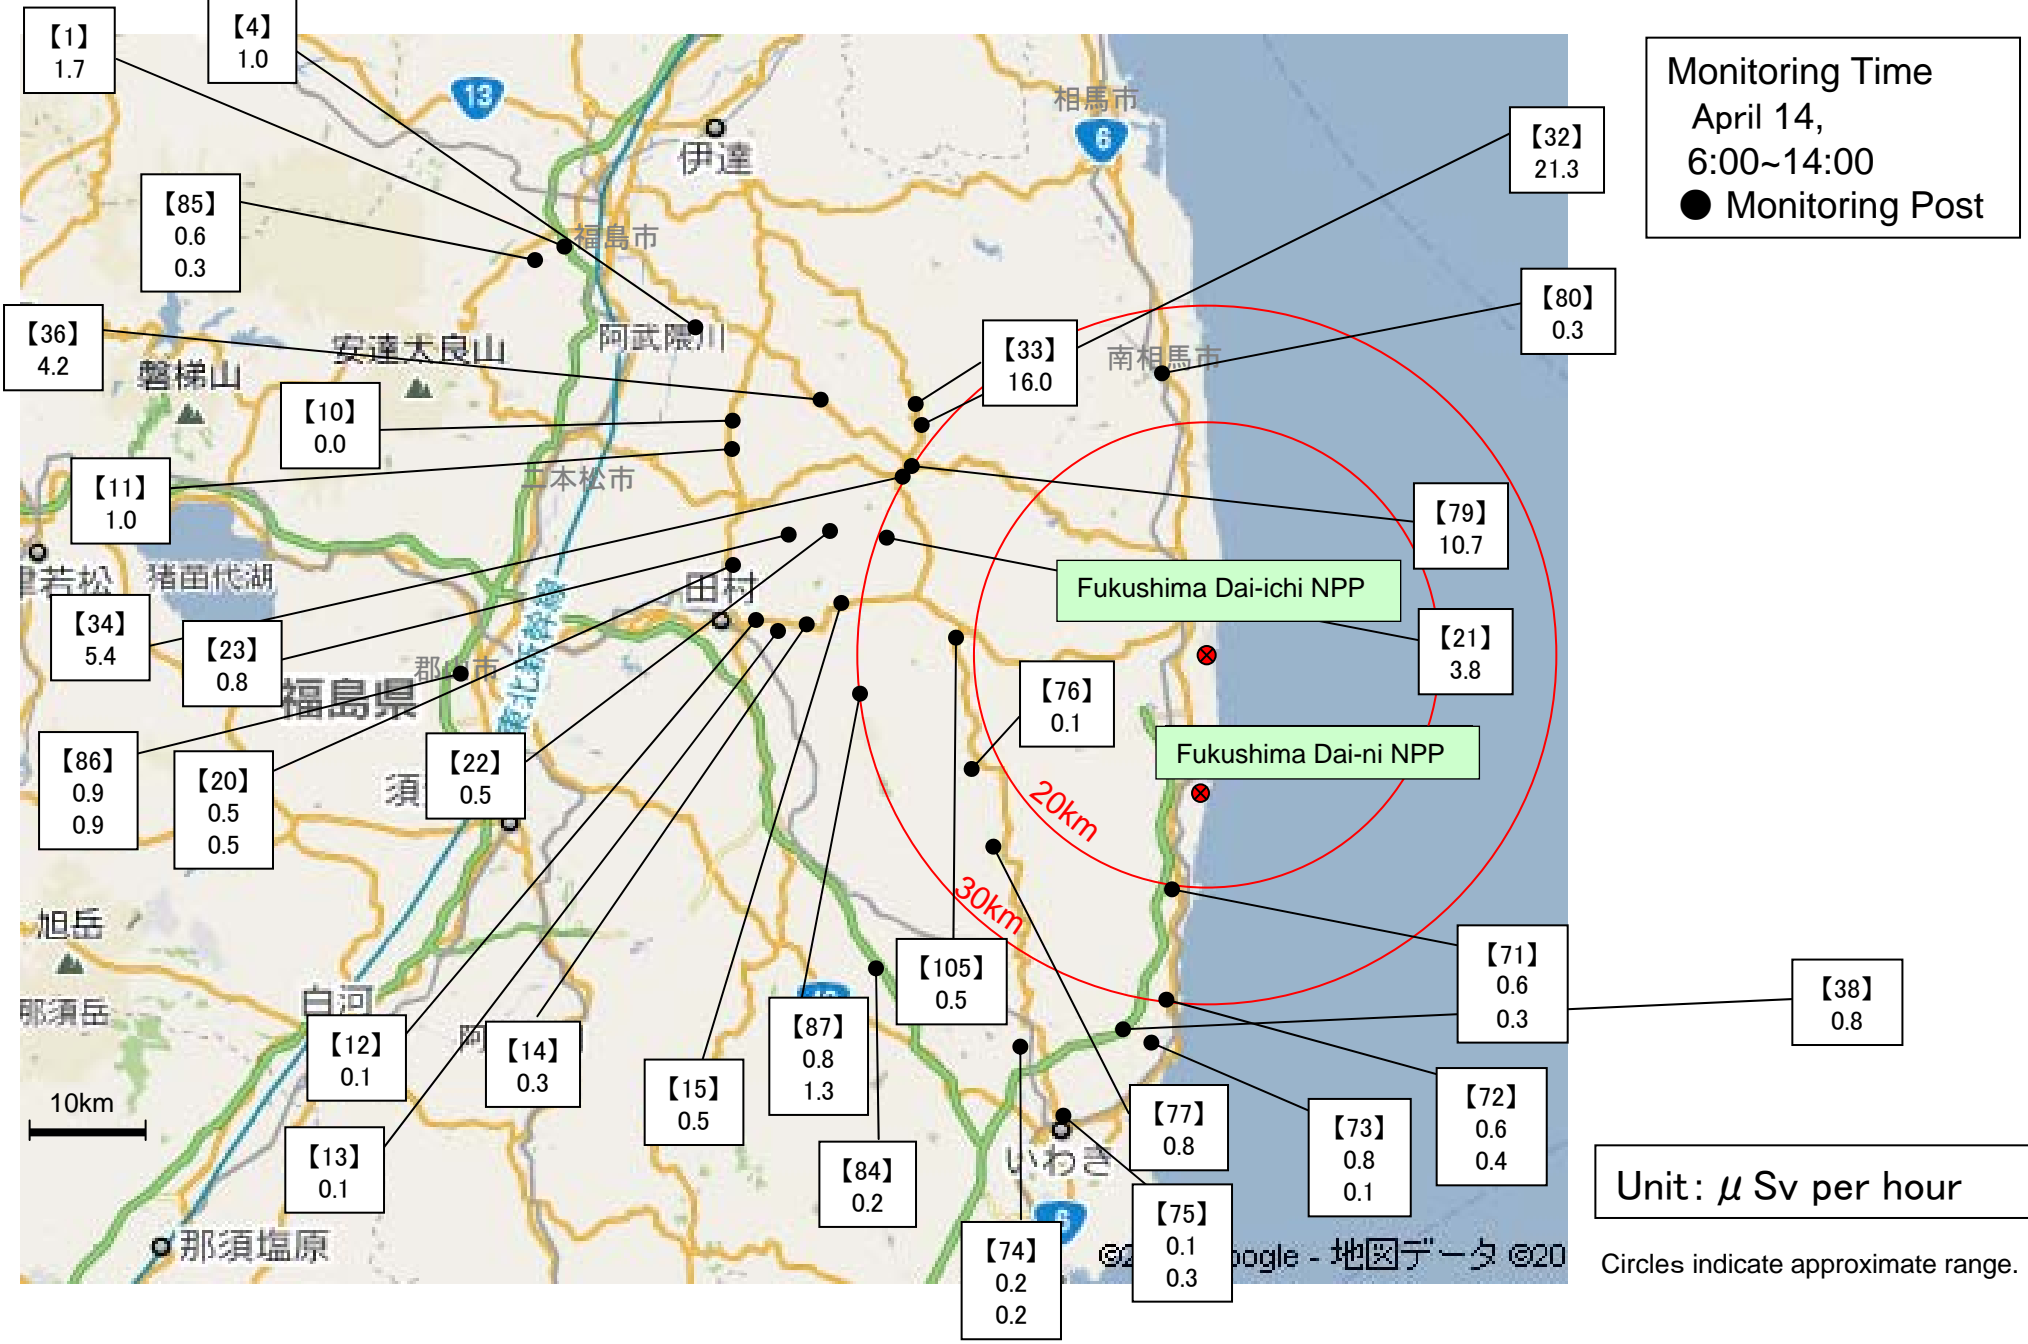 【1】
1.7
【4】
1.0
13
伊達
相馬市
6
【32】
21.3
Monitoring Time
April 14,
6:00~14:00
● Monitoring Post
【85】
0.6
0.3
福島市
【36】
4.2
安達太良山
磐梯山
阿武隈川
【33】
16.0
南相馬市
【80】
0.3
【10】
0.0
【11】
1.0
二本松市
【79】
10.7
猪苗代湖
田村
Fukushima Dai-ichi NPP
【34】
5.4
【23】
0.8
【21】
3.8
福島県
【76】
0.1
【86】
0.9
0.9
【20】
0.5
0.5
【22】
0.5
Fukushima Dai-ni NPP
20km
30km
旭岳
那須岳
白河
【105】
0.5
【71】
0.6
0.3
【38】
0.8
【12】
0.1
【14】
0.3
【15】
0.5
【87】
0.8
1.3
10km
【13】
0.1
【84】
0.2
【77】
0.8
【73】
0.8
0.1
【72】
0.6
0.4
いわき
6
【75】
0.1
0.3
【74】
0.2
0.2
那須塩原
地図データ ©20
Unit: μ Sv per hour
Circles indicate approximate range.